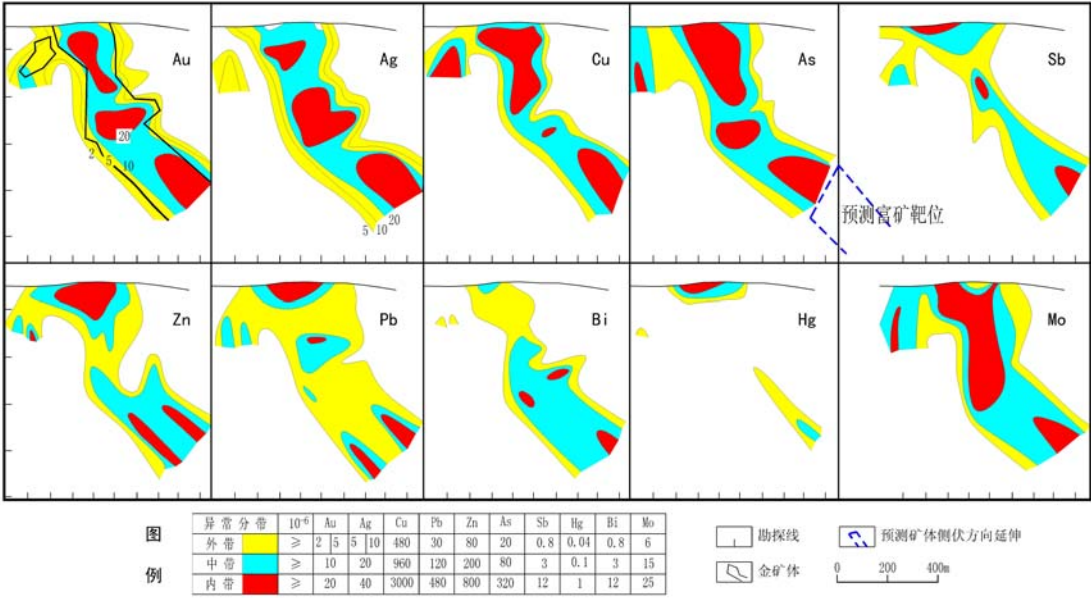 Au
Ag
Cu
As
Sb
20
2 5 10
5 10 20
预测富矿靶位
Zn
Pb
Bi
Hg
Mo
图
例
异常分带 10⁻⁶ Au Ag Cu Pb Zn As Sb Hg Bi Mo
外带 ≥ 2 5 5 10 480 30 80 20 0.8 0.04 0.8 6
中带 ≥ 10 20 960 120 200 80 3 0.1 3 15
内带 ≥ 20 40 3000 480 800 320 12 1 12 25
勘探线
预测矿体侧伏方向延伸
金矿体
0 200 400m